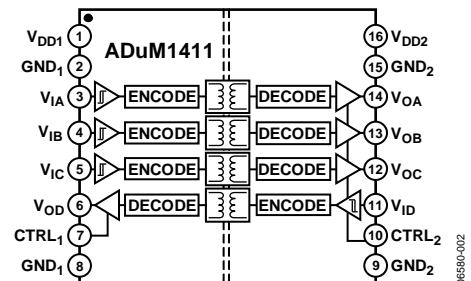 ADuM1411
VDD1 1 16 VDD2
GND1 2 15 GND2
VIA 3 ENCODE DECODE 14 VOA
VIB 4 ENCODE DECODE 13 VOB
VIC 5 ENCODE DECODE 12 VOC
VOD 6 DECODE ENCODE 11 VID
CTRL1 7 10 CTRL2
GND1 8 9 GND2
06580-002